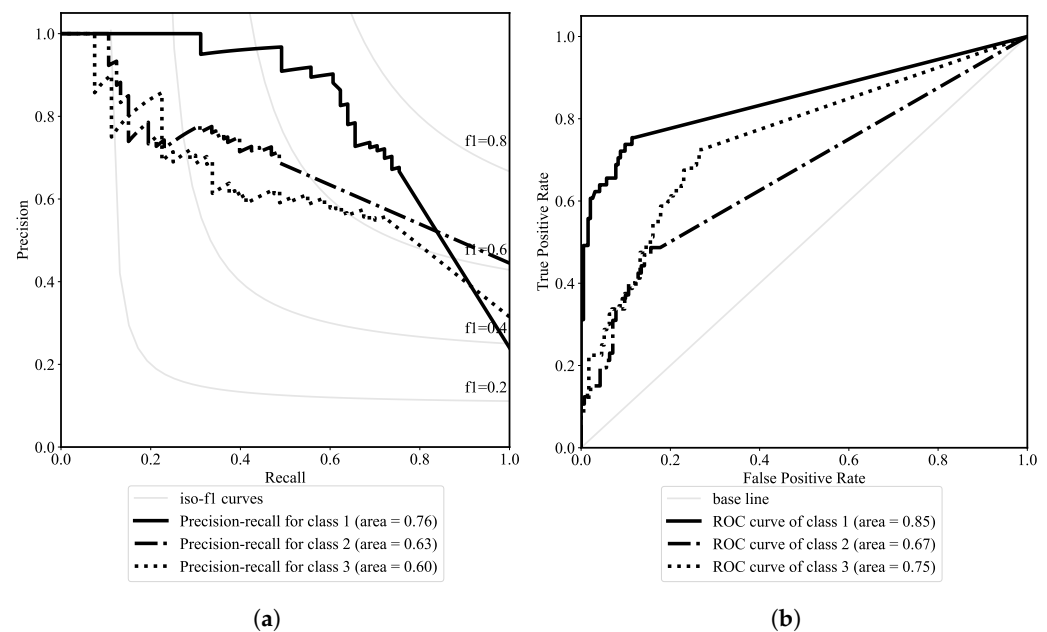 1.0
0.8
0.6
0.4
0.2
0.0
Precision
f1=0.8
f1=0.6
f1=0.4
f1=0.2
0.0 0.2 0.4 0.6 0.8 1.0
Recall
iso-f1 curves
Precision-recall for class 1 (area = 0.76)
Precision-recall for class 2 (area = 0.63)
Precision-recall for class 3 (area = 0.60)
(a)
1.0
0.8
0.6
0.4
0.2
0.0
True Positive Rate
0.0 0.2 0.4 0.6 0.8 1.0
False Positive Rate
base line
ROC curve of class 1 (area = 0.85)
ROC curve of class 2 (area = 0.67)
ROC curve of class 3 (area = 0.75)
(b)